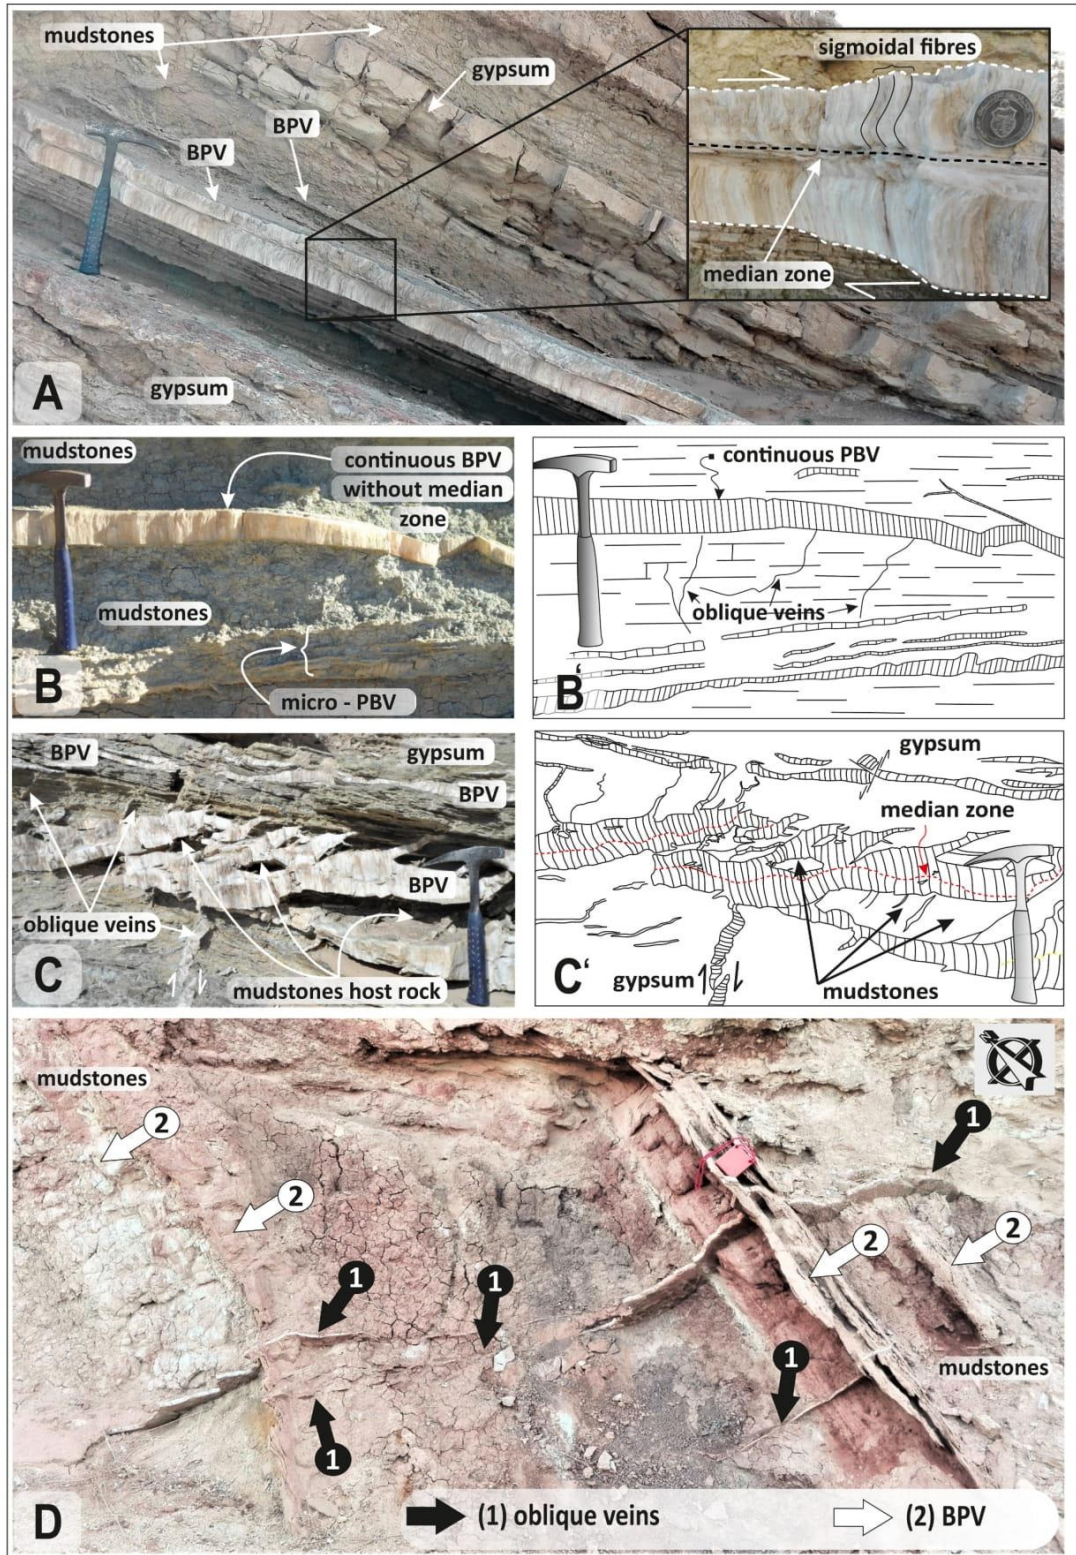 mudstones
gypsum
BPV
BPV
sigmoidal fibres
median zone
gypsum
A
mudstones
continuous BPV
without median
zone
mudstones
micro - PBV
B
continuous PBV
oblique veins
B'
BPV
gypsum
BPV
BPV
oblique veins
mudstones host rock
C
gypsum
median zone
gypsum
mudstones
C'
mudstones
2
1
2
2
2
1
1
1
mudstones
1
D
(1) oblique veins
(2) BPV